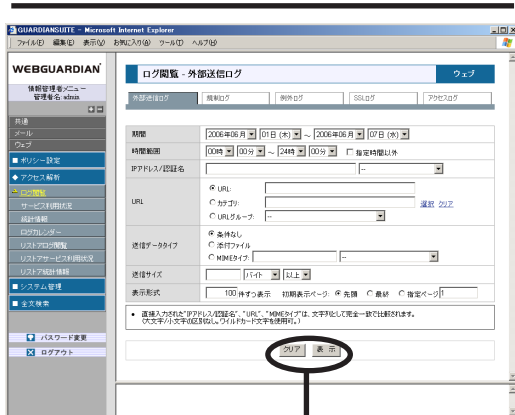 GUARDIANSUITE - Microsoft Internet Explorer
ファイル(F) 編集(E) 表示(V) お気に入り(A) ツール(T) ヘルプ(H)
WEBGUARDIAN
情報管理者メニュー
管理者名: admin
共通
メール
ウェブ
■ ポリシー設定
◆ アクセス解析
ログ閲覧
サービス利用状況
統計情報
ログカレンダー
リストアログ閲覧
リストアサービス利用状況
リストア統計情報
■ システム管理
■ 全文検索
パスワード変更
ログアウト
ログ閲覧 - 外部送信ログ ウェブ
外部送信ログ 規制ログ 例外ログ SSLログ アクセスログ
期間 2006年06月 01日 (木) ～ 2006年06月 07日 (水)
時間範囲 00時 00分 ～ 24時 00分 指定時間以外
IPアドレス/認証名 --
URL
URL:
カテゴリ: 選択 クリア
URLグループ: --
送信データタイプ
条件なし
添付ファイル
MIMEタイプ: --
送信サイズ バイト 以上
表示形式 100 件ずつ表示 初期表示ページ: 先頭 最終 指定ページ 1
• 直接入力された"IPアドレス/認証名"、"URL"、"MIMEタイプ"は、文字列として完全一致で比較されます。
(大文字/小文字の区別なし。ワイルドカード文字を使用可。)
クリア 表 示